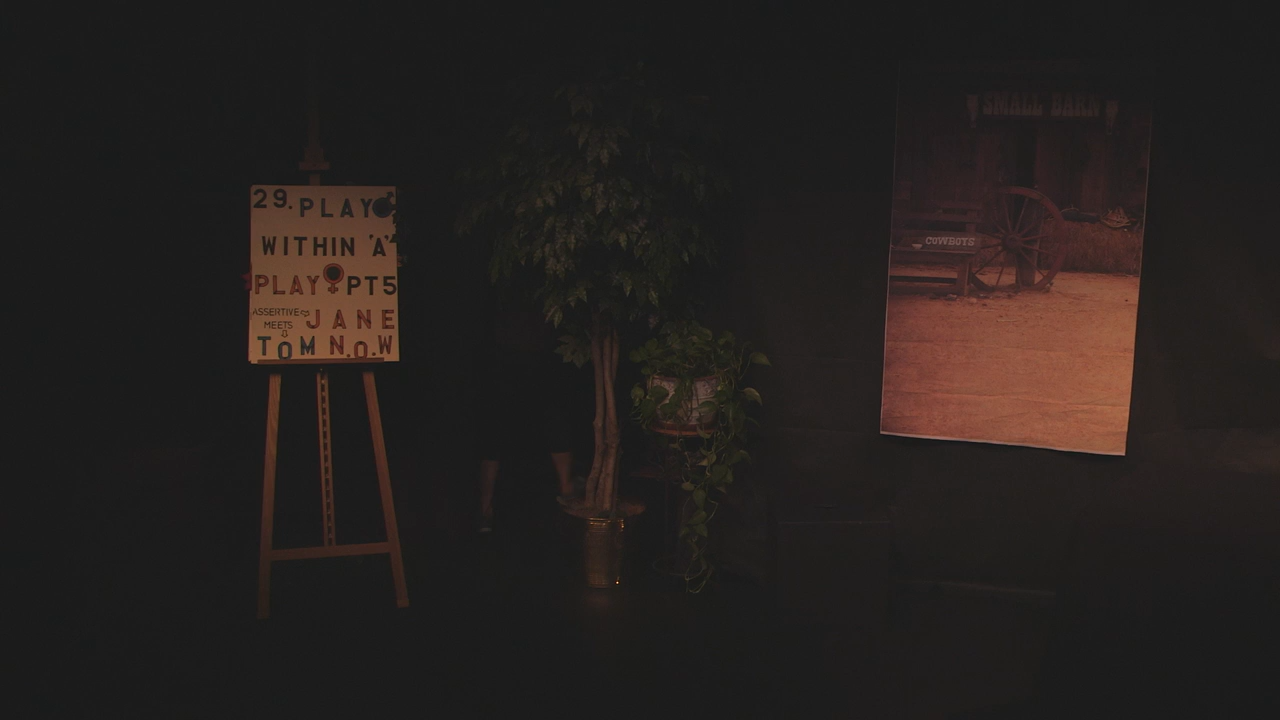 29. PLAY
WITHIN 'A'
PLAY PT5
ASSERTIVE
MEETS JANE
TOM N.O.W
SMALL BARN
COWBOYS